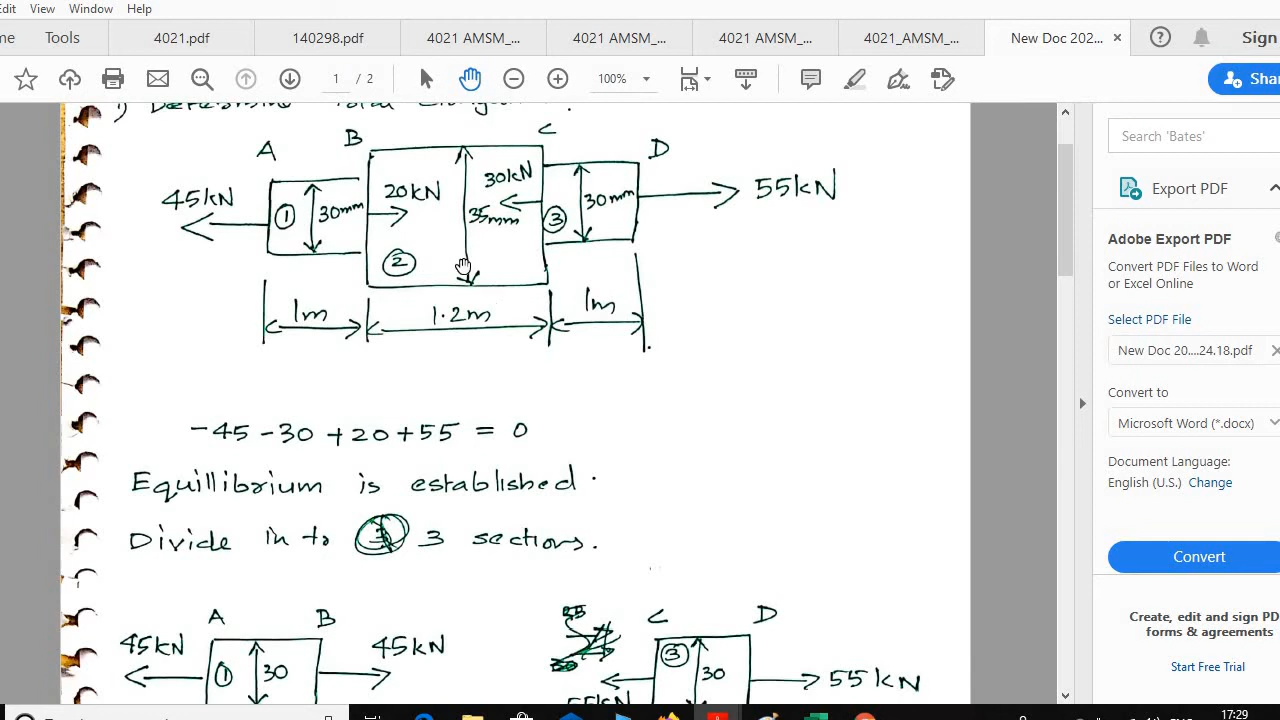 Edit View Window Help
Tools 4021.pdf 140298.pdf 4021 AMSM_... 4021 AMSM_... 4021 AMSM_... 4021_AMSM_... New Doc 202... × ? Sign
1 / 2 100%
Search 'Bates'
Export PDF
Adobe Export PDF
Convert PDF Files to Word
or Excel Online
Select PDF File
New Doc 20....24.18.pdf ×
Convert to
Microsoft Word (*.docx)
Document Language:
English (U.S.) Change
Convert
Create, edit and sign PD
forms & agreements
Start Free Trial
A B C D
45kN ① 30mm 20kN 35mm 30kN ③ 30mm 55kN
②
1m 1.2m 1m
-45 -30 +20 +55 = 0
Equillibrium is established.
Divide in to 3 sections.
A B C D
45kN ① 30 45kN ③ 30 55kN
55kN
17:29